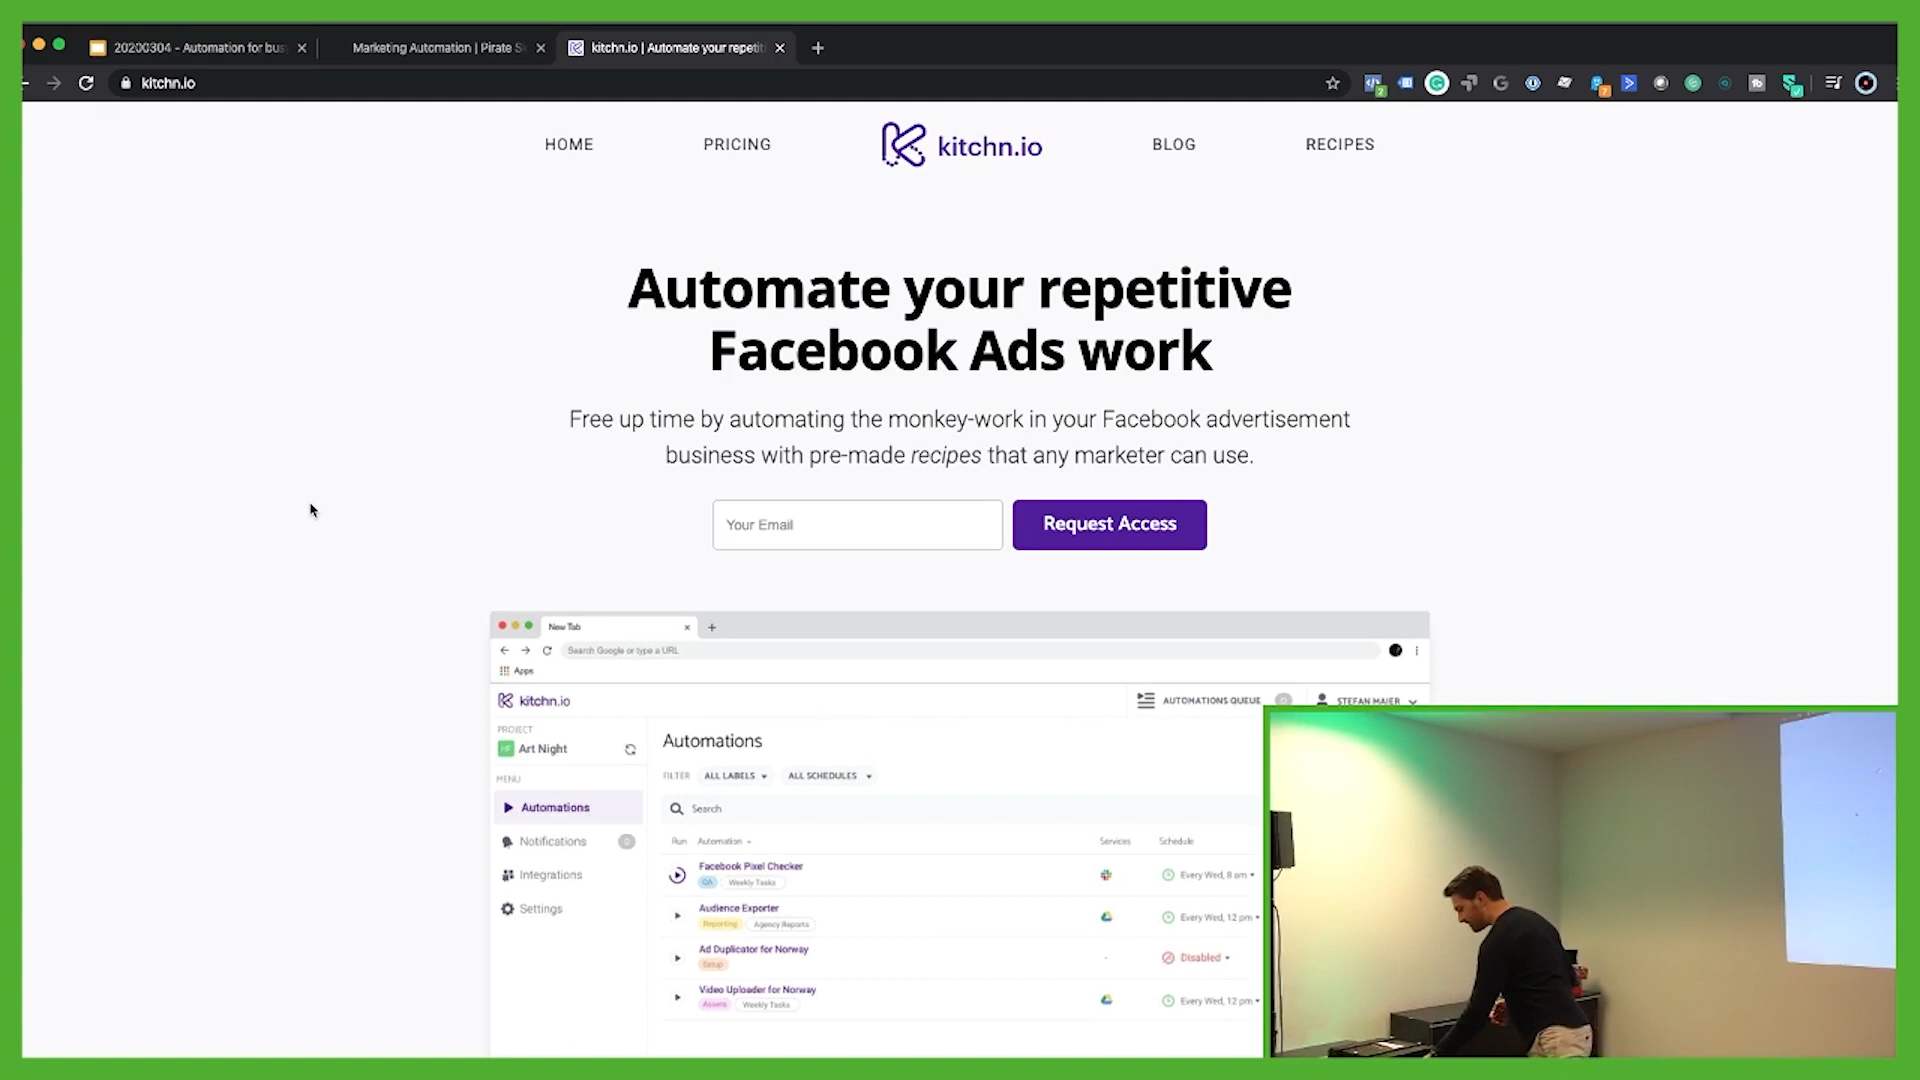 20200304 - Automation for bus
Marketing Automation | Pirate S
kitchn.io | Automate your repetiti
kitchn.io
HOME
PRICING
kitchn.io
BLOG
RECIPES
Automate your repetitive
Facebook Ads work
Free up time by automating the monkey-work in your Facebook advertisement
business with pre-made recipes that any marketer can use.
Your Email
Request Access
New Tab
Search Google or type a URL
Apps
kitchn.io
AUTOMATIONS QUEUE
0
STEFAN MAIER
PROJECT
HF Art Night
MENU
Automations
Notifications 0
Integrations
Settings
Automations
FILTER ALL LABELS ALL SCHEDULES
Search
Run Automation Services Schedule
Facebook Pixel Checker
QA Weekly Tasks
Every Wed, 8 am
Audience Exporter
Reporting Agency Reports
Every Wed, 12 pm
Ad Duplicator for Norway
Setup
-
Disabled
Video Uploader for Norway
Assets Weekly Tasks
Every Wed, 12 pm